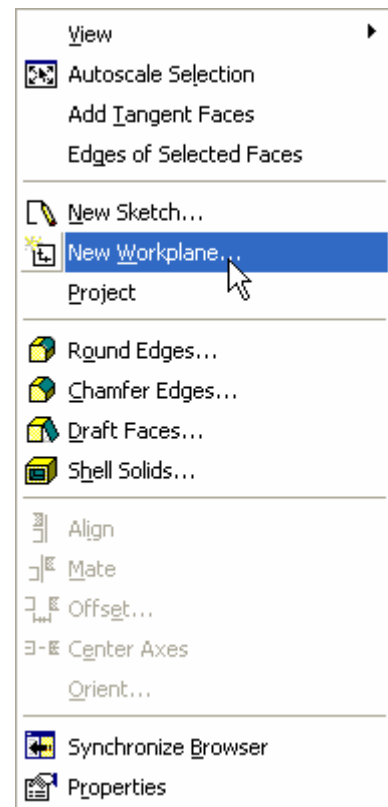 View
Autoscale Selection
Add Tangent Faces
Edges of Selected Faces
New Sketch...
New Workplane...
Project
Round Edges...
Chamfer Edges...
Draft Faces...
Shell Solids...
Align
Mate
Offset...
Center Axes
Orient...
Synchronize Browser
Properties